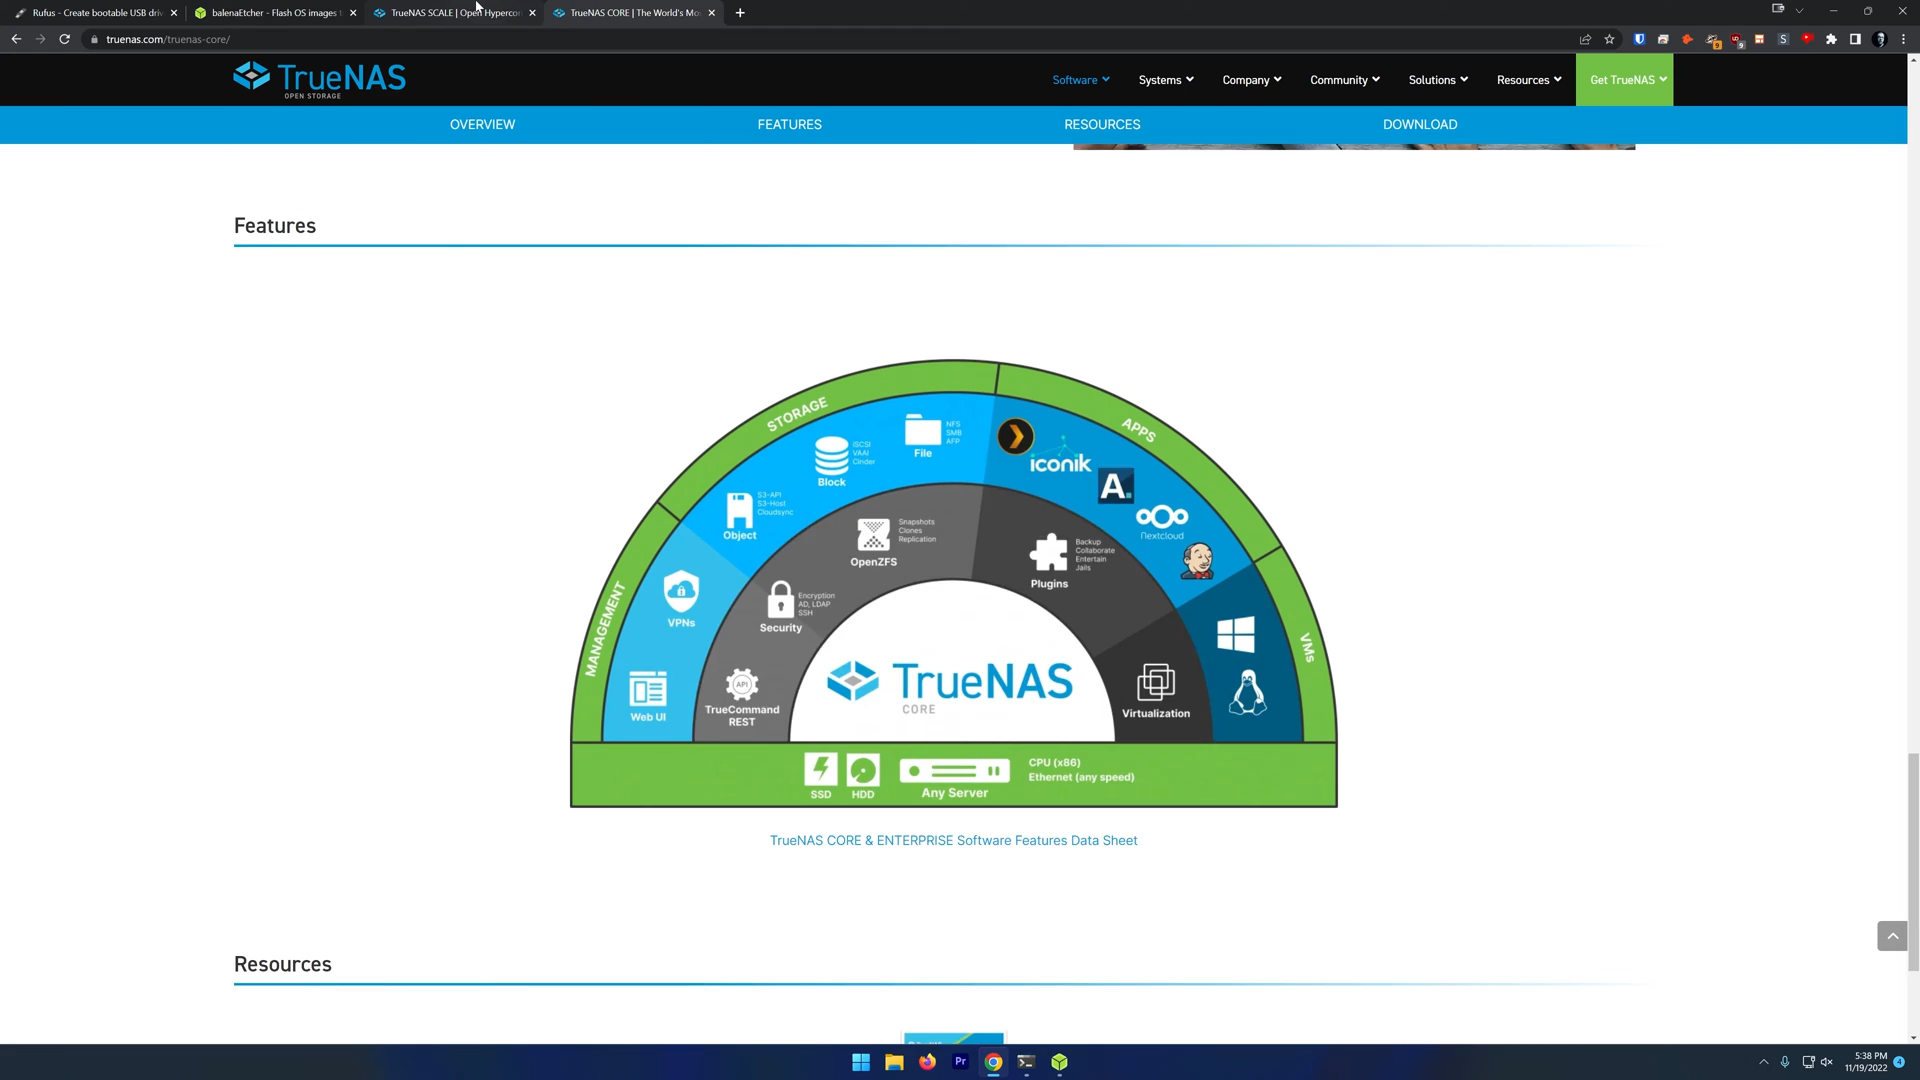 Rufus - Create bootable USB driv
balenaEtcher - Flash OS images t
TrueNAS SCALE | Open Hypercon
TrueNAS CORE | The World's Mo
truenas.com/truenas-core/
TrueNAS
OPEN STORAGE
Software
Systems
Company
Community
Solutions
Resources
Get TrueNAS
OVERVIEW
FEATURES
RESOURCES
DOWNLOAD
Features
STORAGE
APPS
MANAGEMENT
VMs
File
NFS
SMB
AFP
Block
iSCSI
VAAI
Cinder
Object
S3-API
S3-Host
Cloudsync
iconik
A.
nextcloud
VPNs
Web UI
OpenZFS
Snapshots
Clones
Replication
Security
Encryption
AD, LDAP
SSH
API
TrueCommand
REST
Plugins
Backup
Collaborate
Entertain
Jails
Virtualization
TrueNAS
CORE
SSD
HDD
Any Server
CPU (x86)
Ethernet (any speed)
TrueNAS CORE & ENTERPRISE Software Features Data Sheet
Resources
Pr
5:38 PM
11/19/2022
4